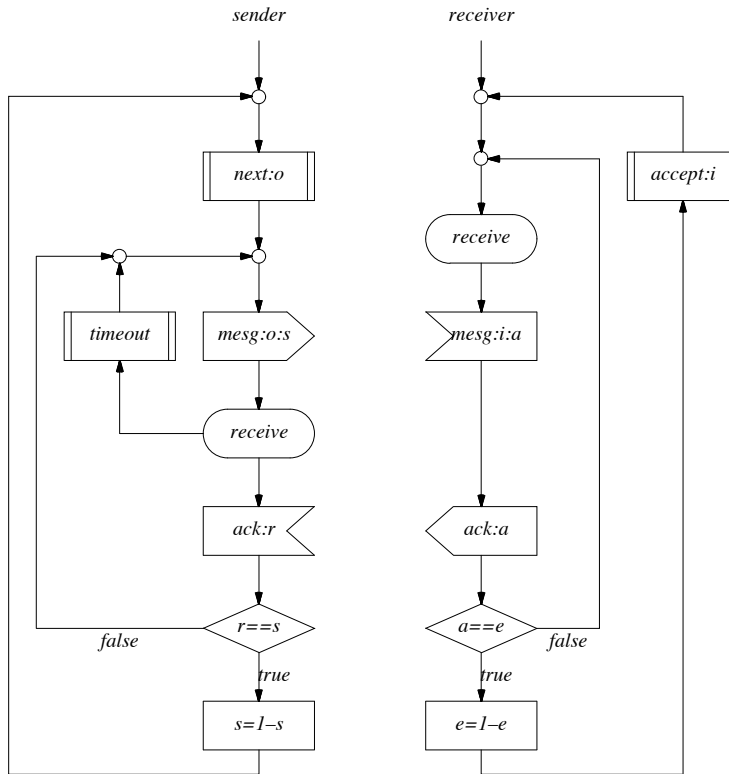 sender
receiver
next:o
accept:i
receive
timeout
mesg:o:s
mesg:i:a
receive
ack:r
ack:a
r==s
false
a==e
false
true
true
s=1–s
e=1–e